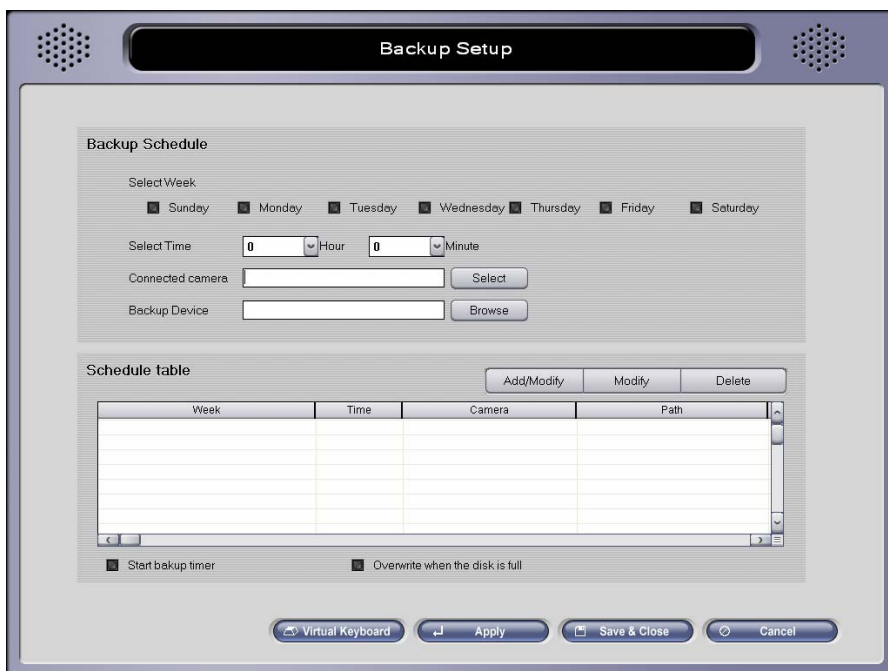 Backup Setup
Backup Schedule
Select Week
Sunday Monday Tuesday Wednesday Thursday Friday Saturday
Select Time 0 Hour 0 Minute
Connected camera Select
Backup Device Browse
Schedule table
Add/Modify Modify Delete
Week Time Camera Path
Start bakup timer Overwrite when the disk is full
Virtual Keyboard Apply Save & Close Cancel